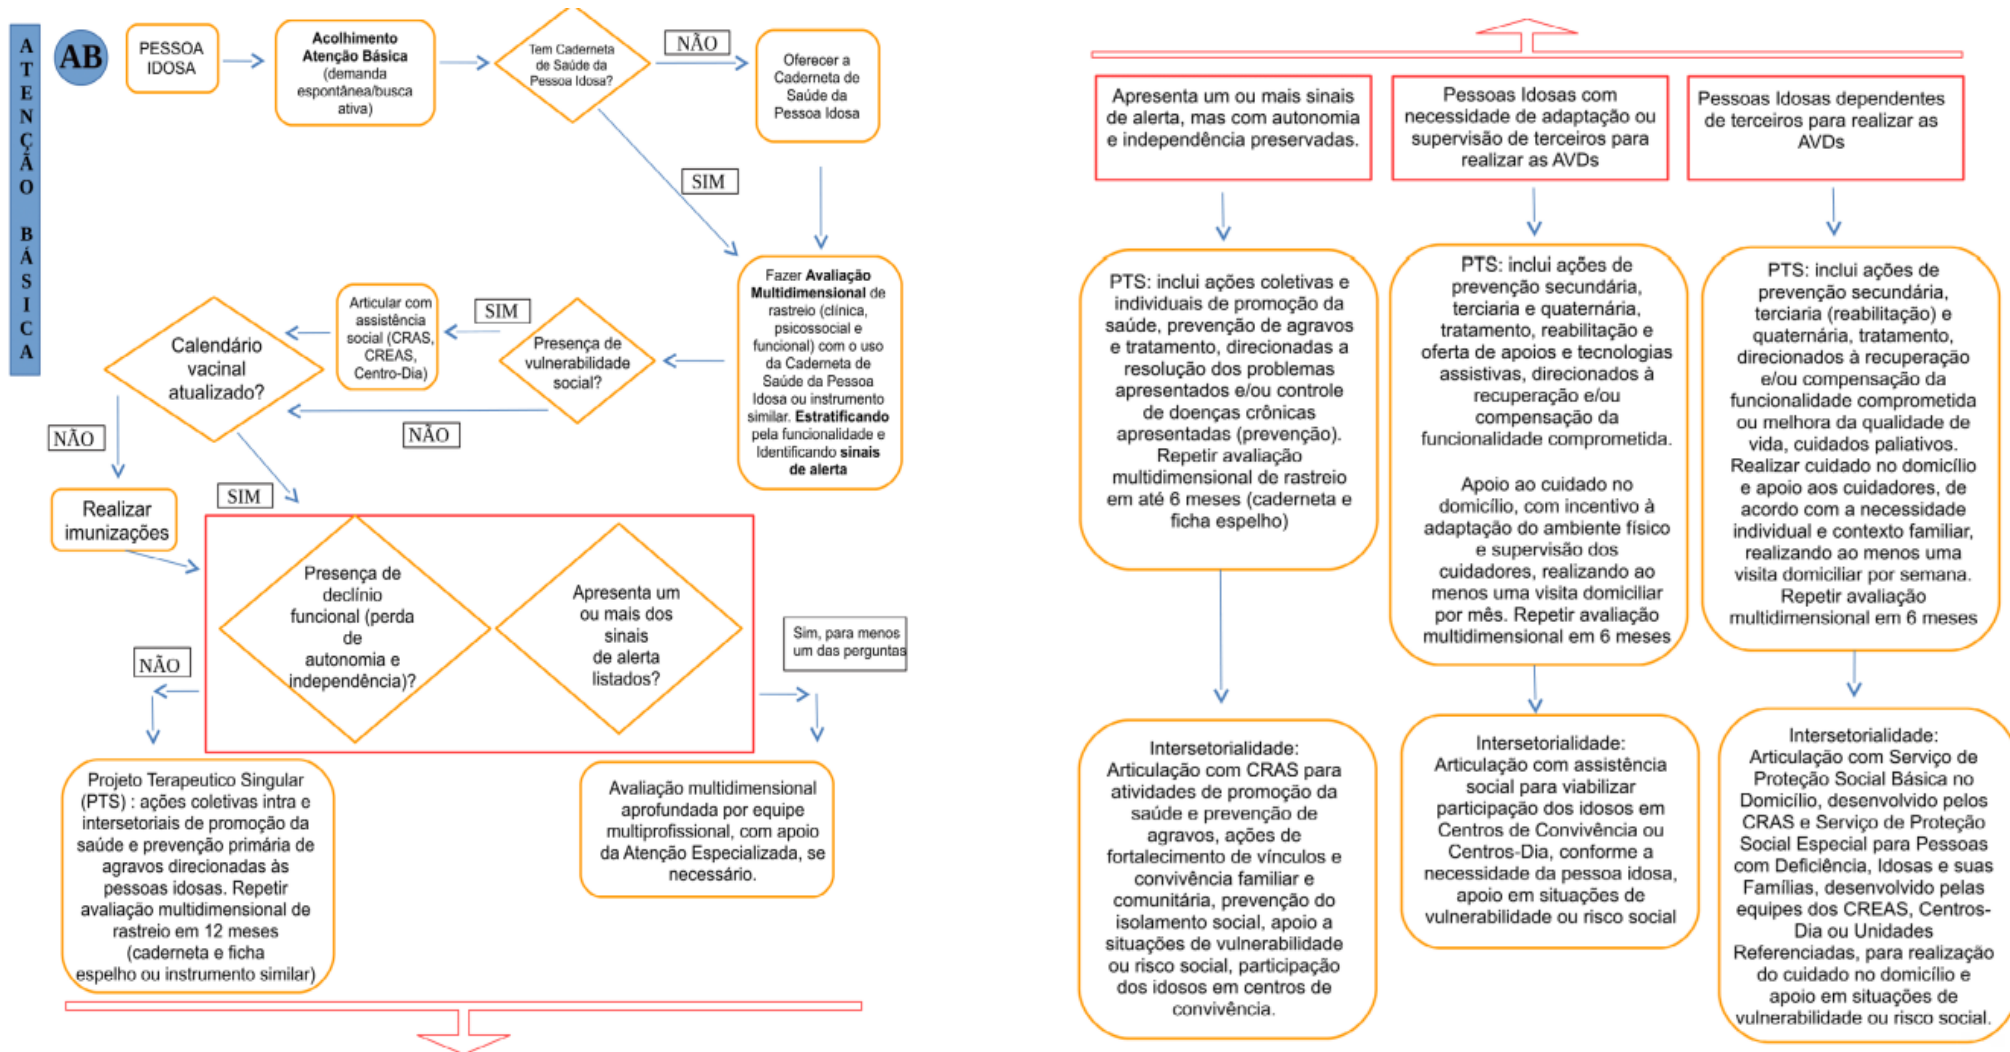 ATENÇÃO BÁSICA
AB
PESSOA
IDOSA
Acolhimento
Atenção Básica
(demanda
espontânea/busca
ativa)
Tem Caderneta
de Saúde da
Pessoa Idosa?
NÃO
Oferecer a
Caderneta de
Saúde da
Pessoa Idosa
SIM
Fazer Avaliação
Multidimensional de
rastreio (clínica,
psicossocial e
funcional) com o uso
da Caderneta de
Saúde da Pessoa
Idosa ou instrumento
similar. Estratificando
pela funcionalidade e
Identificando sinais
de alerta
Presença de
vulnerabilidade
social?
SIM
Articular com
assistência
social (CRAS,
CREAS,
Centro-Dia)
NÃO
Calendário
vacinal
atualizado?
NÃO
Realizar
imunizações
SIM
Presença de
declínio
funcional (perda
de
autonomia e
independência)?
Apresenta um
ou mais dos
sinais
de alerta
listados?
NÃO
Sim, para menos
um das perguntas
Projeto Terapeutico Singular
(PTS) : ações coletivas intra e
intersetoriais de promoção da
saúde e prevenção primária de
agravos direcionadas às
pessoas idosas. Repetir
avaliação multidimensional de
rastreio em 12 meses
(caderneta e ficha
espelho ou instrumento similar)
Avaliação multidimensional
aprofundada por equipe
multiprofissional, com apoio
da Atenção Especializada, se
necessário.
Apresenta um ou mais sinais
de alerta, mas com autonomia
e independência preservadas.
PTS: inclui ações coletivas e
individuais de promoção da
saúde, prevenção de agravos
e tratamento, direcionadas a
resolução dos problemas
apresentados e/ou controle
de doenças crônicas
apresentadas (prevenção).
Repetir avaliação
multidimensional de rastreio
em até 6 meses (caderneta e
ficha espelho)
Intersetorialidade:
Articulação com CRAS para
atividades de promoção da
saúde e prevenção de
agravos, ações de
fortalecimento de vínculos e
convivência familiar e
comunitária, prevenção do
isolamento social, apoio a
situações de vulnerabilidade
ou risco social, participação
dos idosos em centros de
convivência.
Pessoas Idosas com
necessidade de adaptação ou
supervisão de terceiros para
realizar as AVDs
PTS: inclui ações de
prevenção secundária,
terciaria e quaternária,
tratamento, reabilitação e
oferta de apoios e tecnologias
assistivas, direcionados à
recuperação e/ou
compensação da
funcionalidade comprometida.
Apoio ao cuidado no
domicílio, com incentivo à
adaptação do ambiente físico
e supervisão dos
cuidadores, realizando ao
menos uma visita domiciliar
por mês. Repetir avaliação
multidimensional em 6 meses
Intersetorialidade:
Articulação com assistência
social para viabilizar
participação dos idosos em
Centros de Convivência ou
Centros-Dia, conforme a
necessidade da pessoa idosa,
apoio em situações de
vulnerabilidade ou risco social
Pessoas Idosas dependentes
de terceiros para realizar as
AVDs
PTS: inclui ações de
prevenção secundária,
terciaria (reabilitação) e
quaternária, tratamento,
direcionados à recuperação
e/ou compensação da
funcionalidade comprometida
ou melhora da qualidade de
vida, cuidados paliativos.
Realizar cuidado no domicílio
e apoio aos cuidadores, de
acordo com a necessidade
individual e contexto familiar,
realizando ao menos uma
visita domiciliar por semana.
Repetir avaliação
multidimensional em 6 meses
Intersetorialidade:
Articulação com Serviço de
Proteção Social Básica no
Domicílio, desenvolvido pelos
CRAS e Serviço de Proteção
Social Especial para Pessoas
com Deficiência, Idosas e suas
Famílias, desenvolvido pelas
equipes dos CREAS, Centros-
Dia ou Unidades
Referenciadas, para realização
do cuidado no domicílio e
apoio em situações de
vulnerabilidade ou risco social.